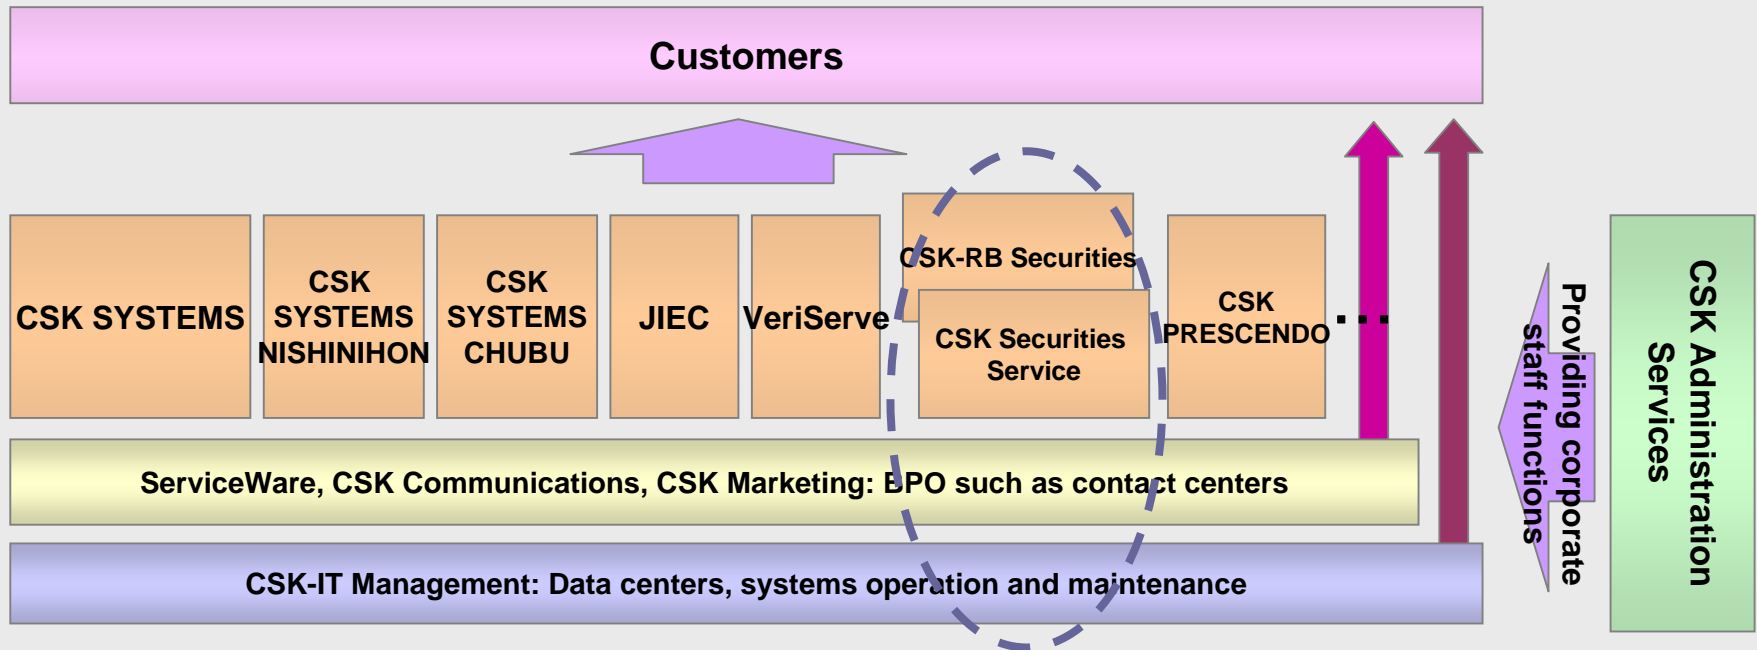 Customers
CSK SYSTEMS
CSK
SYSTEMS
NISHINIHON
CSK
SYSTEMS
CHUBU
JIEC
VeriServe
CSK-RB Securities
CSK Securities
Service
CSK
PRESCENDO
...
ServiceWare, CSK Communications, CSK Marketing: BPO such as contact centers
CSK-IT Management: Data centers, systems operation and maintenance
Providing corporate
staff functions
CSK Administration
Services